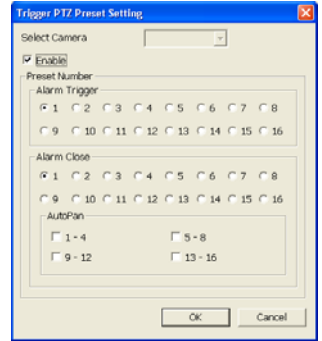 Trigger PTZ Preset Setting
Select Camera
Enable
Preset Number
Alarm Trigger
1 2 3 4 5 6 7 8
9 10 11 12 13 14 15 16
Alarm Close
1 2 3 4 5 6 7 8
9 10 11 12 13 14 15 16
AutoPan
1 - 4 5 - 8
9 - 12 13 - 16
OK Cancel